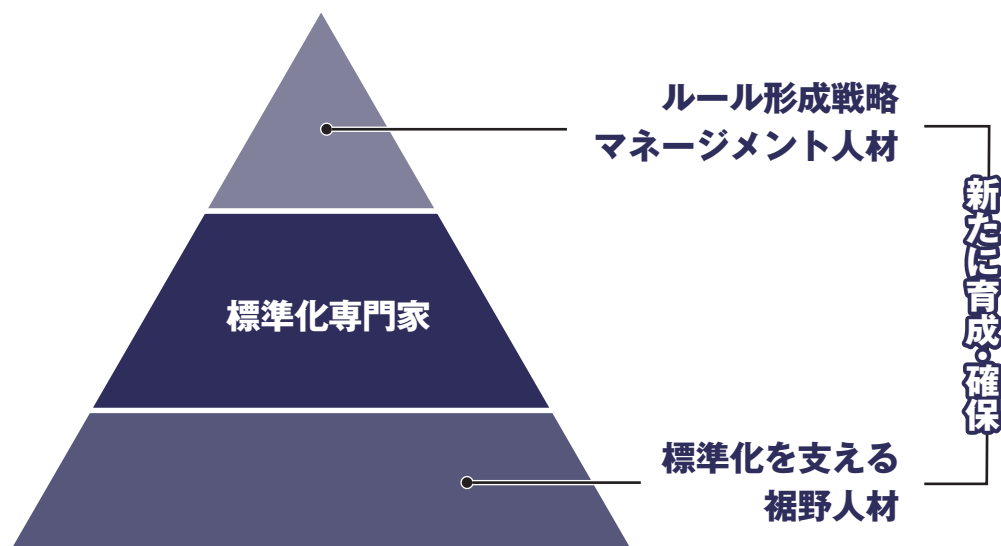 ルール形成戦略
マネージメント人材
新たに育成・確保
標準化専門家
標準化を支える
裾野人材